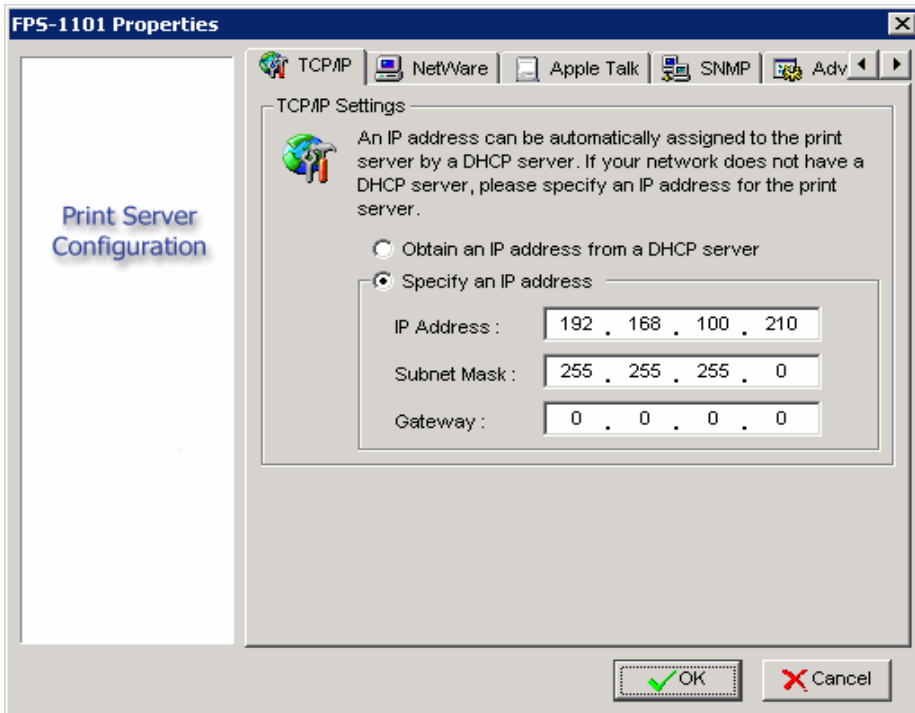 FPS-1101 Properties
TCP/IP
NetWare
Apple Talk
SNMP
Adv
Print Server
Configuration
TCP/IP Settings
An IP address can be automatically assigned to the print
server by a DHCP server. If your network does not have a
DHCP server, please specify an IP address for the print
server.
Obtain an IP address from a DHCP server
Specify an IP address
IP Address : 192 . 168 . 100 . 210
Subnet Mask : 255 . 255 . 255 . 0
Gateway : 0 . 0 . 0 . 0
OK
Cancel